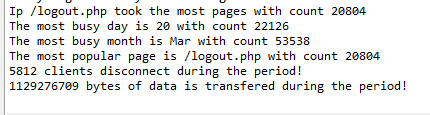 Ip /logout.php took the most pages with count 20804
The most busy day is 20 with count 22126
The most busy month is Mar with count 53538
The most popular page is /logout.php with count 20804
5812 clients disconnect during the period!
1129276709 bytes of data is transfered during the period!